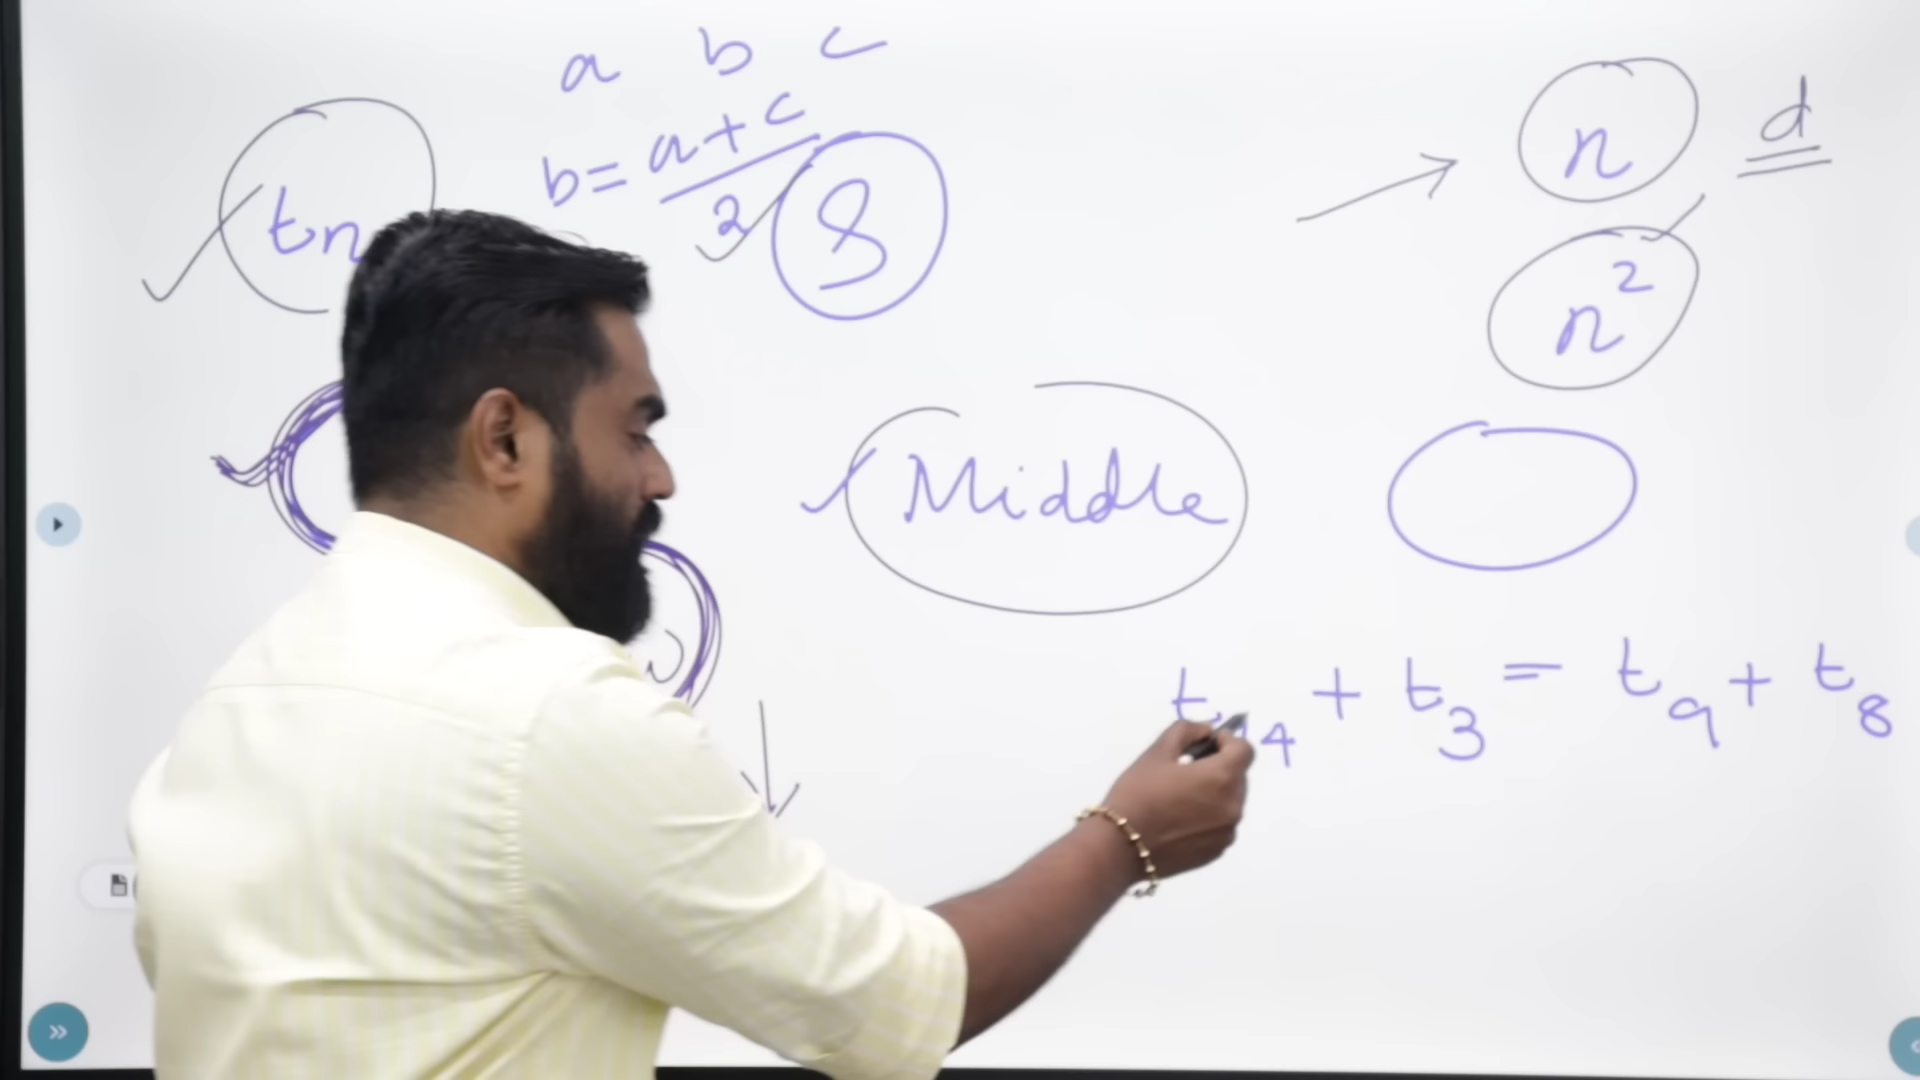 a b c
b = a + c / 2
tn
8
n
d
n²
Middle
t14 + t3 = t9 + t8